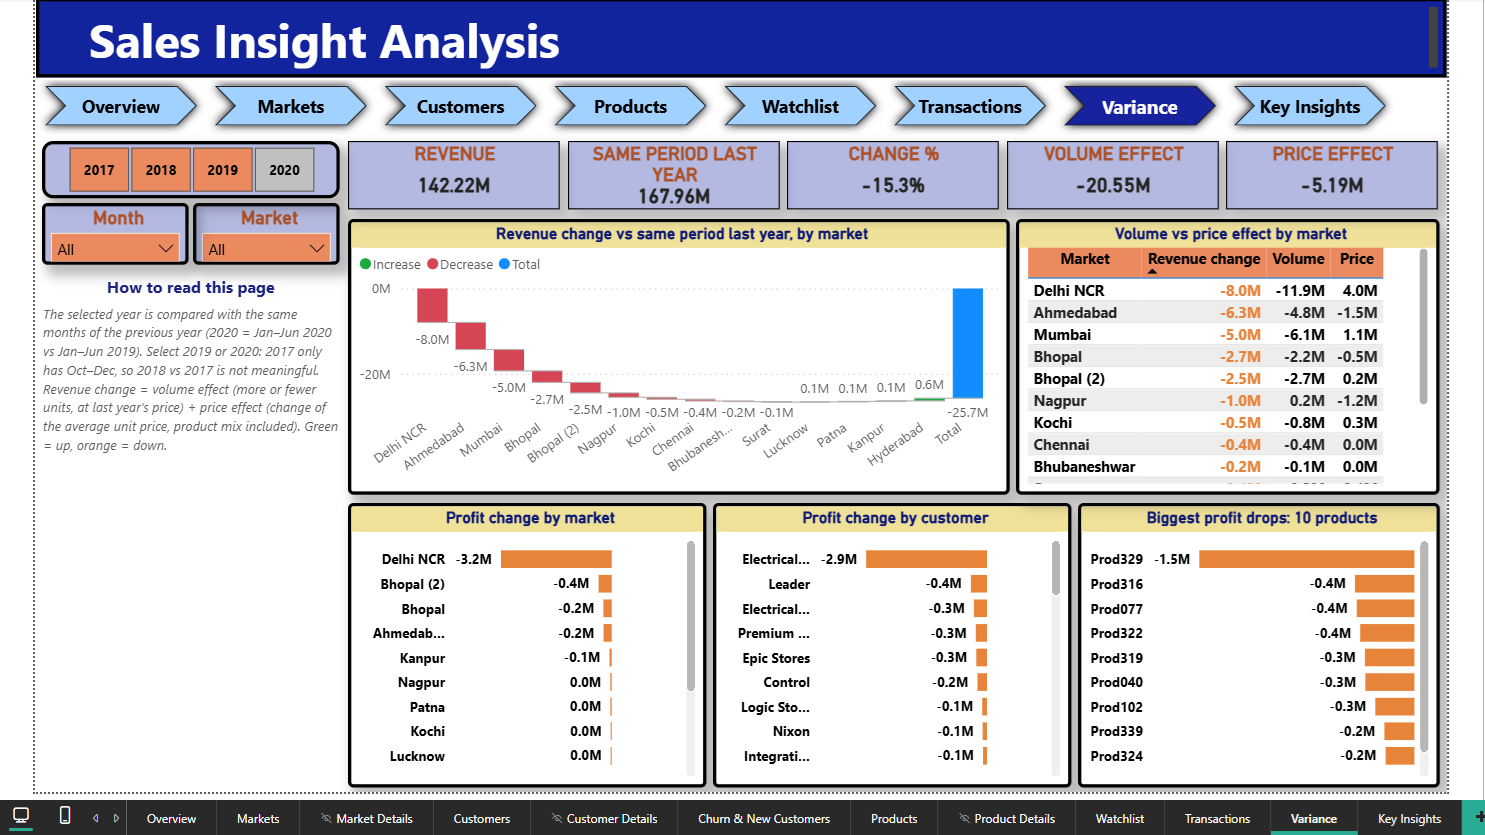 Sales Insight Analysis
Overview
Markets
Customers
Products
Watchlist
Transactions
Variance
Key Insights
2017
2018
2019
2020
Month
All
Market
All
REVENUE
142.22M
SAME PERIOD LAST
YEAR
167.96M
CHANGE %
-15.3%
VOLUME EFFECT
-20.55M
PRICE EFFECT
-5.19M
How to read this page
The selected year is compared with the same
months of the previous year (2020 = Jan–Jun 2020
vs Jan–Jun 2019). Select 2019 or 2020: 2017 only
has Oct–Dec, so 2018 vs 2017 is not meaningful.
Revenue change = volume effect (more or fewer
units, at last year's price) + price effect (change of
the average unit price, product mix included). Green
= up, orange = down.
Revenue change vs same period last year, by market
Increase Decrease Total
0M
-20M
-8.0M
-6.3M
-5.0M
-2.7M
-2.5M
-1.0M
-0.5M
-0.4M
-0.2M
-0.1M
0.1M
0.1M
0.1M
0.6M
-25.7M
Delhi NCR
Ahmedabad
Mumbai
Bhopal
Bhopal (2)
Nagpur
Kochi
Chennai
Bhubanesh...
Surat
Lucknow
Patna
Kanpur
Hyderabad
Total
Volume vs price effect by market
Market Revenue change Volume Price
Delhi NCR -8.0M -11.9M 4.0M
Ahmedabad -6.3M -4.8M -1.5M
Mumbai -5.0M -6.1M 1.1M
Bhopal -2.7M -2.2M -0.5M
Bhopal (2) -2.5M -2.7M 0.2M
Nagpur -1.0M 0.2M -1.2M
Kochi -0.5M -0.8M 0.3M
Chennai -0.4M -0.4M 0.0M
Bhubaneshwar -0.2M -0.1M 0.0M
Profit change by market
Delhi NCR -3.2M
Bhopal (2) -0.4M
Bhopal -0.2M
Ahmedab... -0.2M
Kanpur -0.1M
Nagpur 0.0M
Patna 0.0M
Kochi 0.0M
Lucknow 0.0M
Profit change by customer
Electrical... -2.9M
Leader -0.4M
Electrical... -0.3M
Premium ... -0.3M
Epic Stores -0.3M
Control -0.2M
Logic Sto... -0.1M
Nixon -0.1M
Integrati... -0.1M
Biggest profit drops: 10 products
Prod329 -1.5M
Prod316 -0.4M
Prod077 -0.4M
Prod322 -0.4M
Prod319 -0.3M
Prod040 -0.3M
Prod102 -0.3M
Prod339 -0.2M
Prod324 -0.2M
Overview
Markets
Market Details
Customers
Customer Details
Churn & New Customers
Products
Product Details
Watchlist
Transactions
Variance
Key Insights